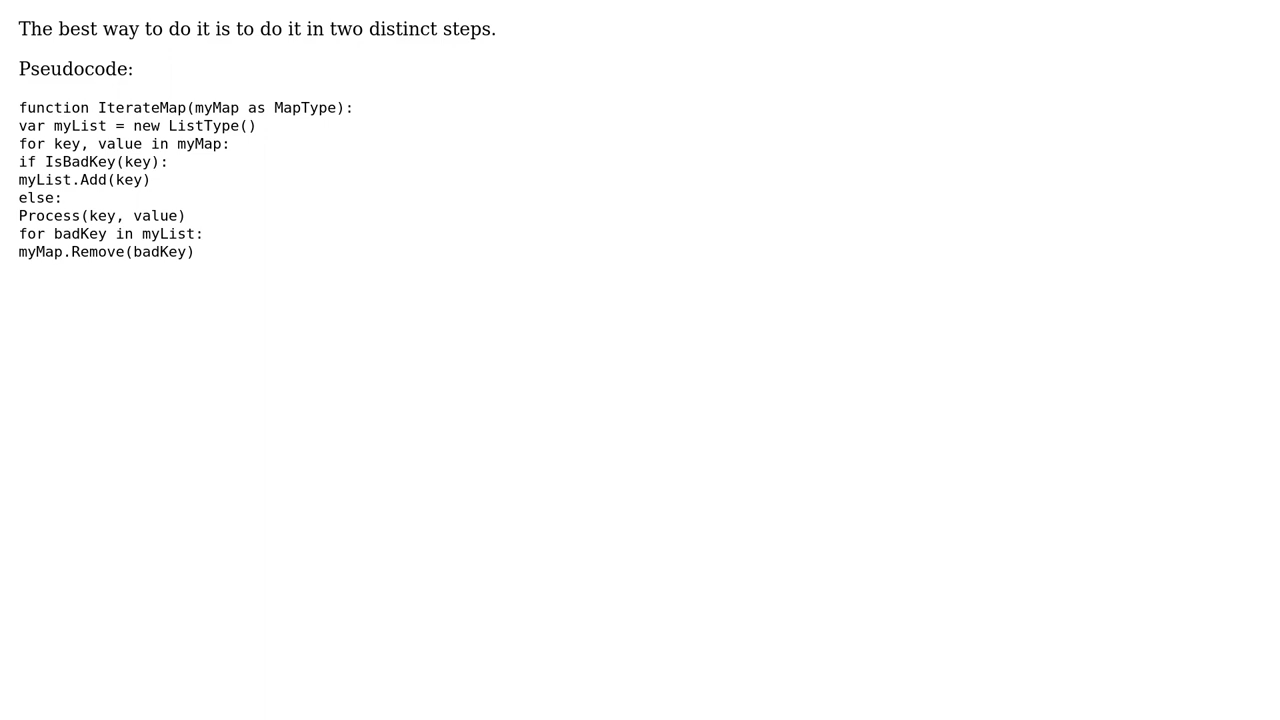 The best way to do it is to do it in two distinct steps.
Pseudocode:
function IterateMap(myMap as MapType):
var myList = new ListType()
for key, value in myMap:
if IsBadKey(key):
myList.Add(key)
else:
Process(key, value)
for badKey in myList:
myMap.Remove(badKey)